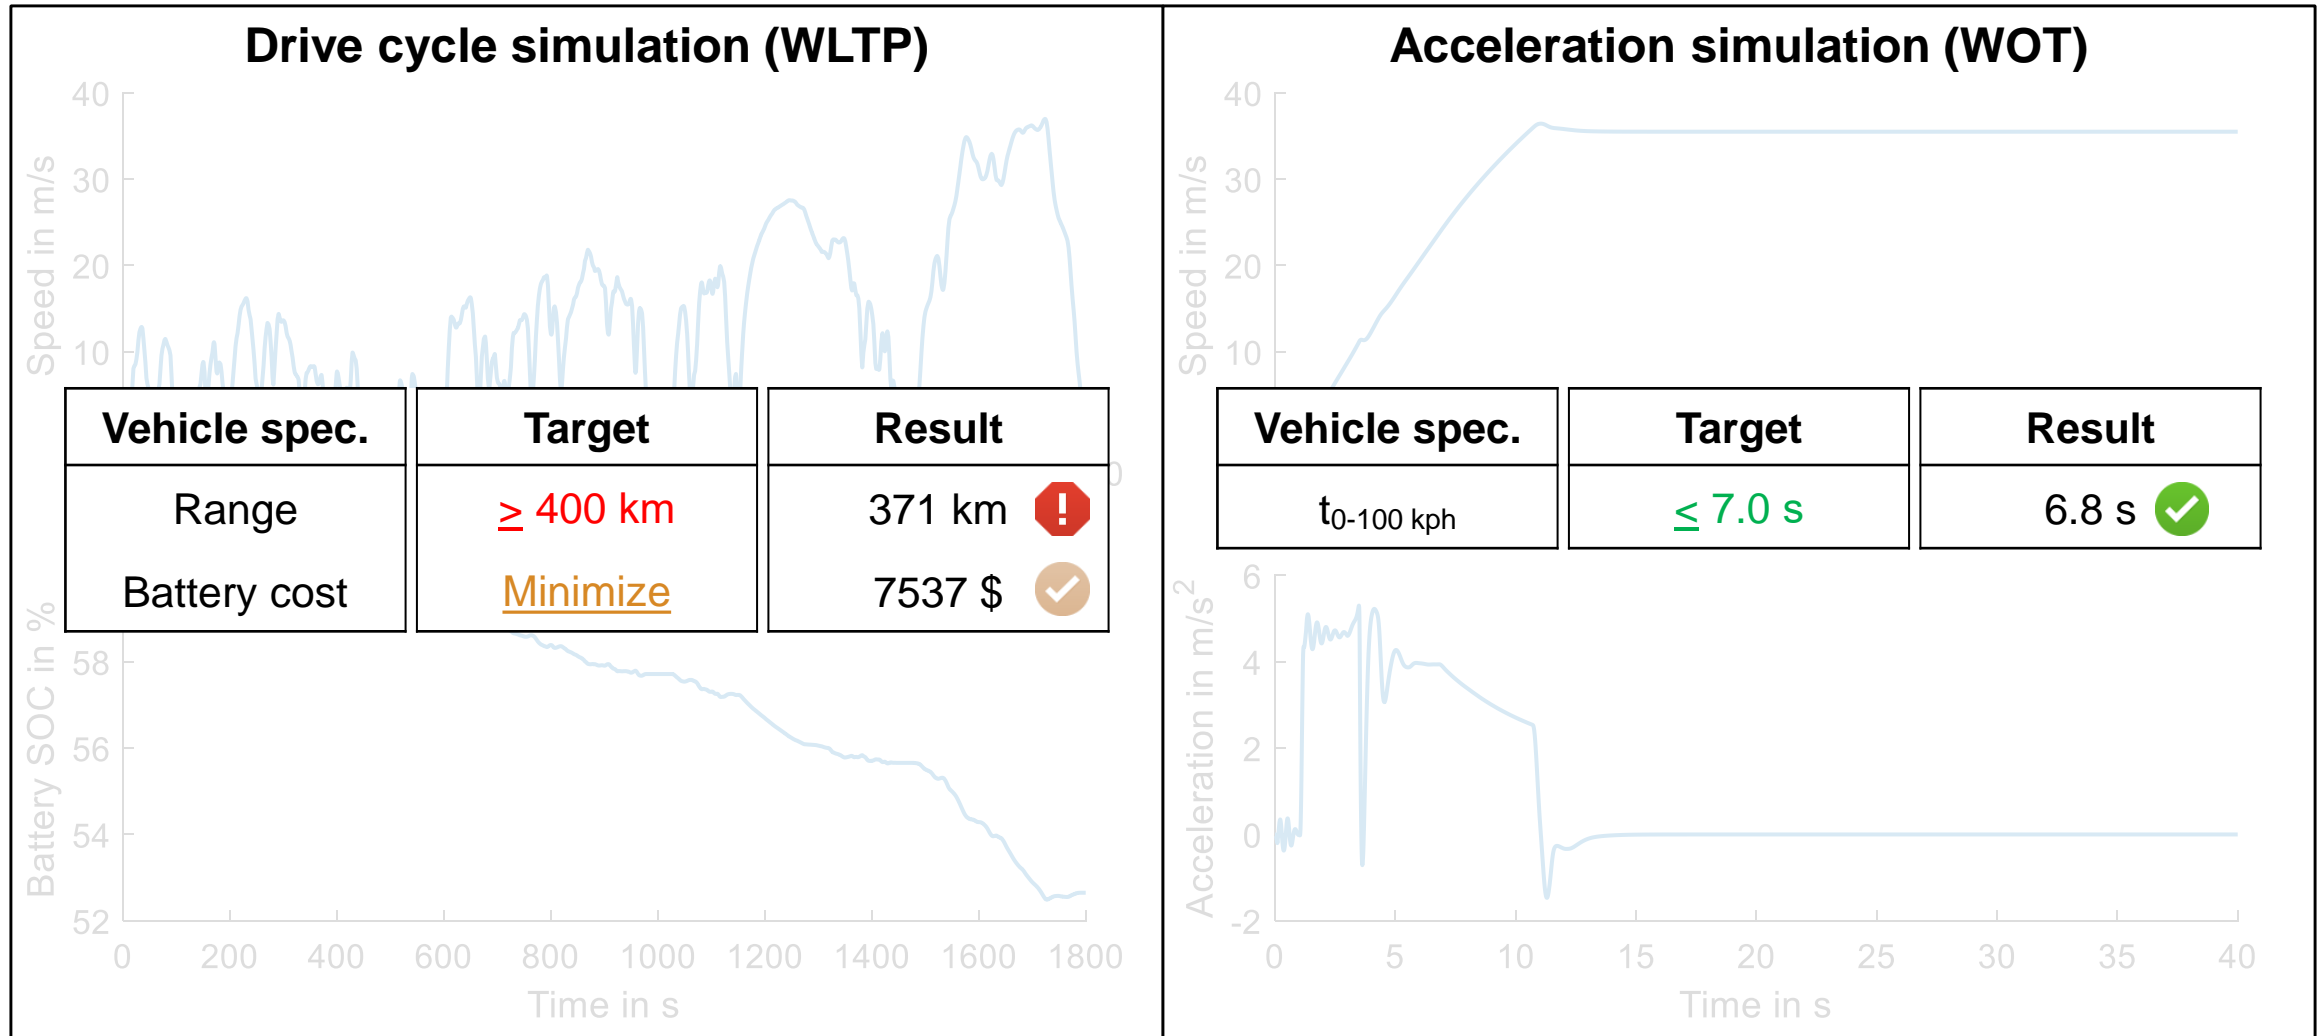 Drive cycle simulation (WLTP)
40
30
20
10
Speed in m/s
Vehicle spec. Target Result
Range ≥ 400 km 371 km
Battery cost Minimize 7537 $
0
58
56
54
52
Battery SOC in %
0 200 400 600 800 1000 1200 1400 1600 1800
Time in s
Acceleration simulation (WOT)
40
30
20
10
Speed in m/s
Vehicle spec. Target Result
t0-100 kph ≤ 7.0 s 6.8 s
6
4
2
0
-2
Acceleration in m/s²
0 5 10 15 20 25 30 35 40
Time in s